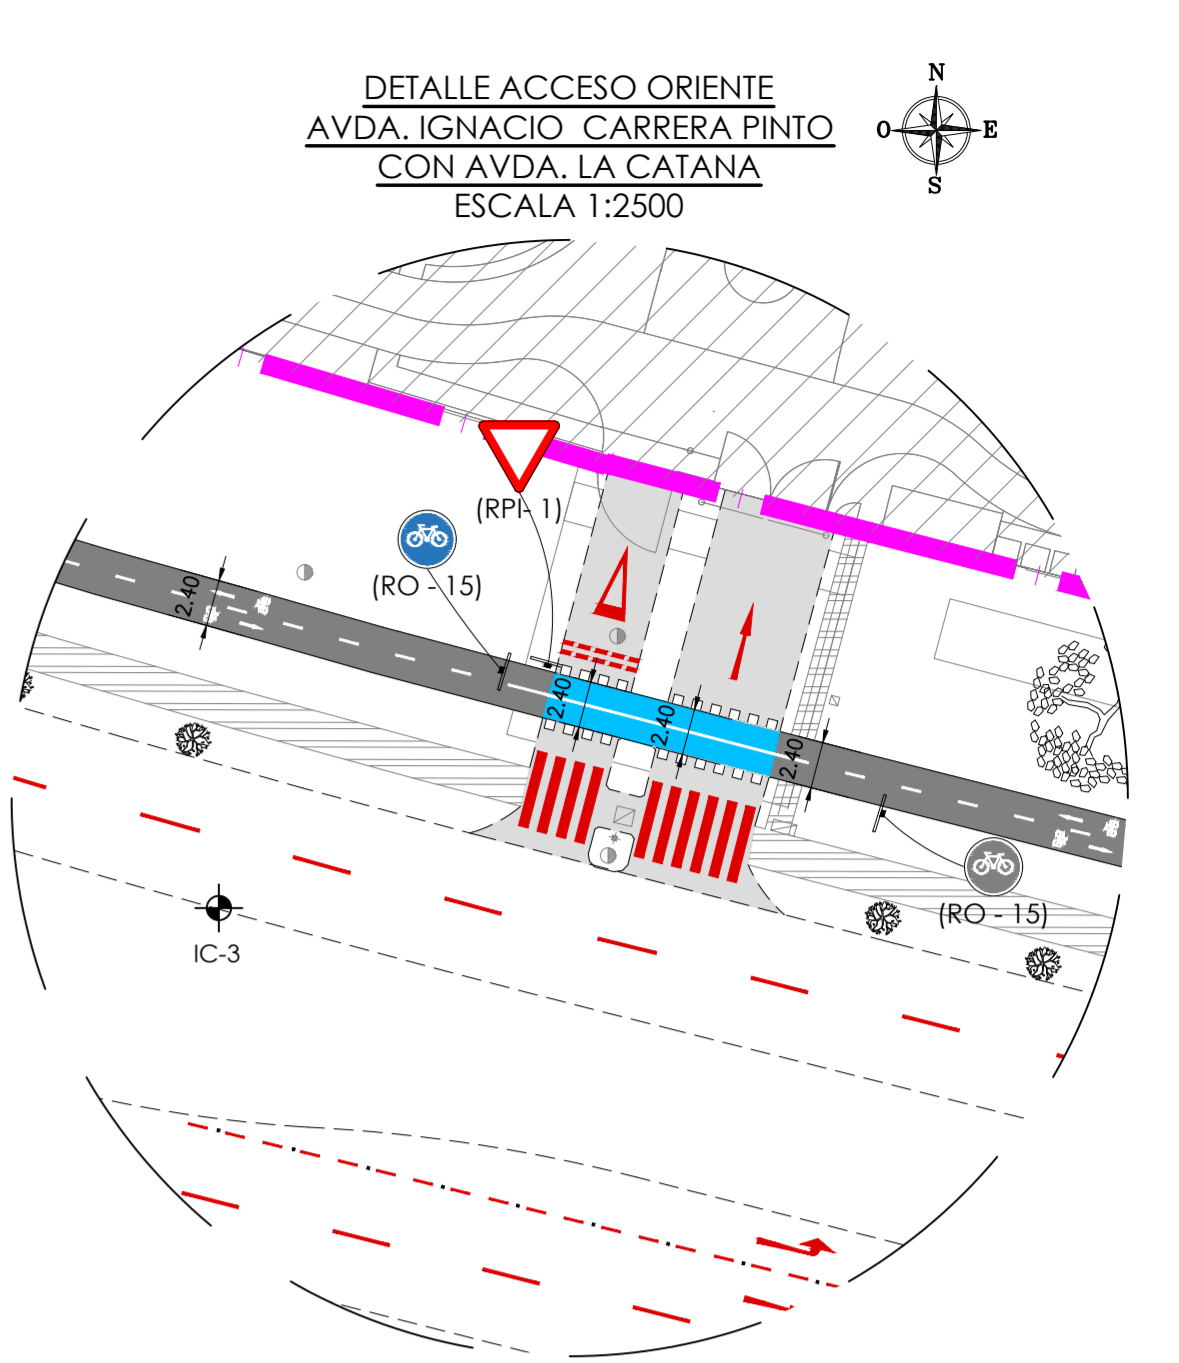 DETALLE ACCESO ORIENTE
AVDA. IGNACIO CARRERA PINTO
CON AVDA. LA CATANA
ESCALA 1:2500
N
O
E
S
(RPI- 1)
(RO - 15)
2.40
2.40
2.40
2.40
(RO - 15)
IC-3